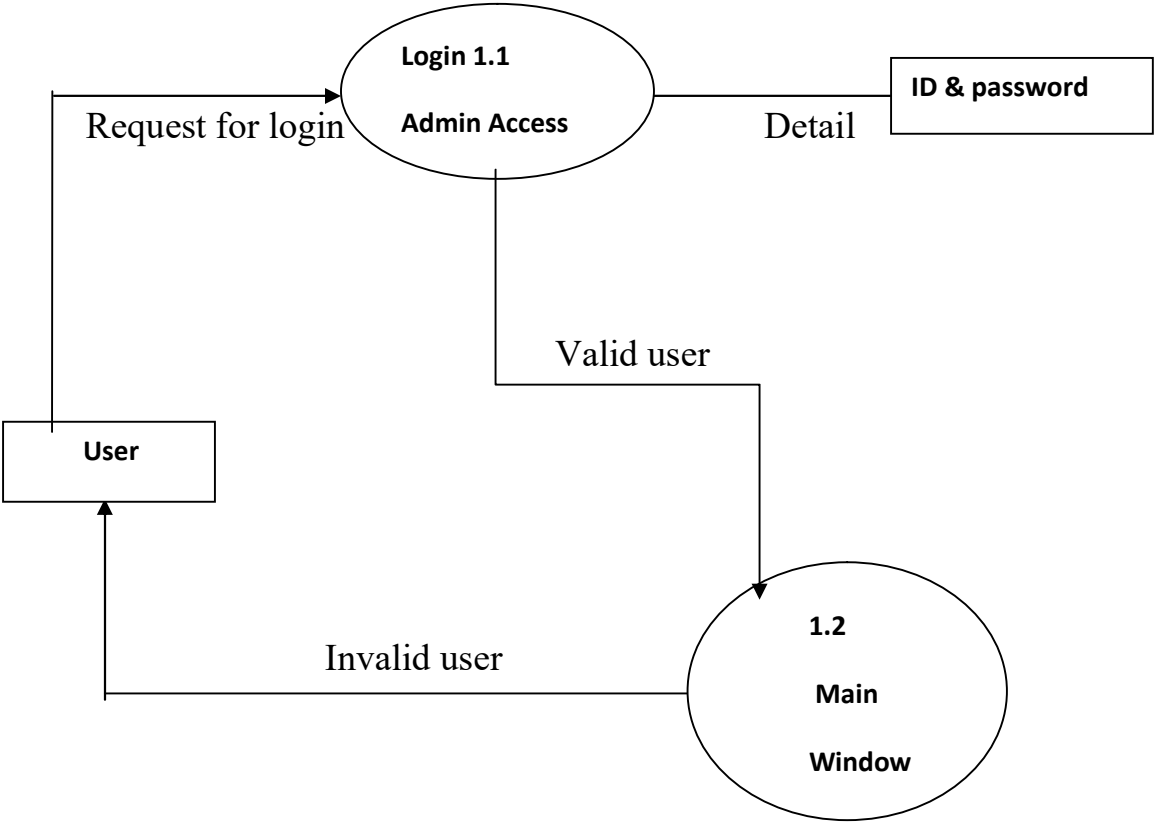 Login 1.1
Admin Access
ID & password
Request for login
Detail
Valid user
User
Invalid user
1.2
Main
Window